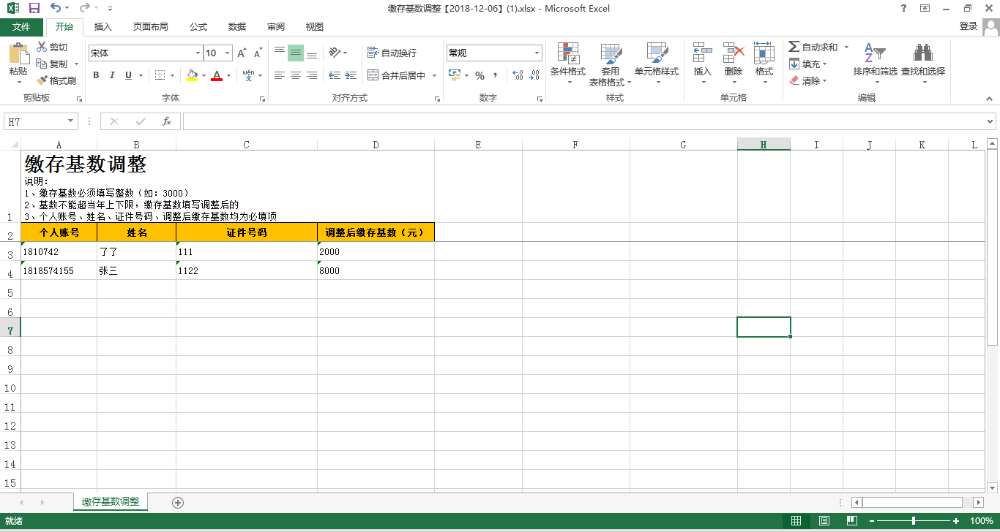 缴存基数调整【2018-12-06】(1).xlsx - Microsoft Excel
?
文件 开始 插入 页面布局 公式 数据 审阅 视图 登录
粘贴 剪切 复制 格式刷 剪贴板
宋体 10 A A B I U A wén 字体
自动换行 合并后居中 对齐方式
常规 % , .00 .00 数字
条件格式 套用 表格格式 单元格样式 样式
插入 删除 格式 单元格
自动求和 填充 清除 排序和筛选 查找和选择 编辑
H7 fx
A B C D E F G H I J K L
缴存基数调整
说明:
1、缴存基数必须填写整数(如: 3000)
2、基数不能超当年上下限,缴存基数填写调整后的
1 3、个人账号、姓名、证件号码、调整后缴存基数均为必填项
2 个人账号 姓名 证件号码 调整后缴存基数(元)
3 1810742 了了 111 2000
4 1818574155 张三 1122 8000
5
6
7
8
9
10
11
12
13
14
15
缴存基数调整
就绪 100%